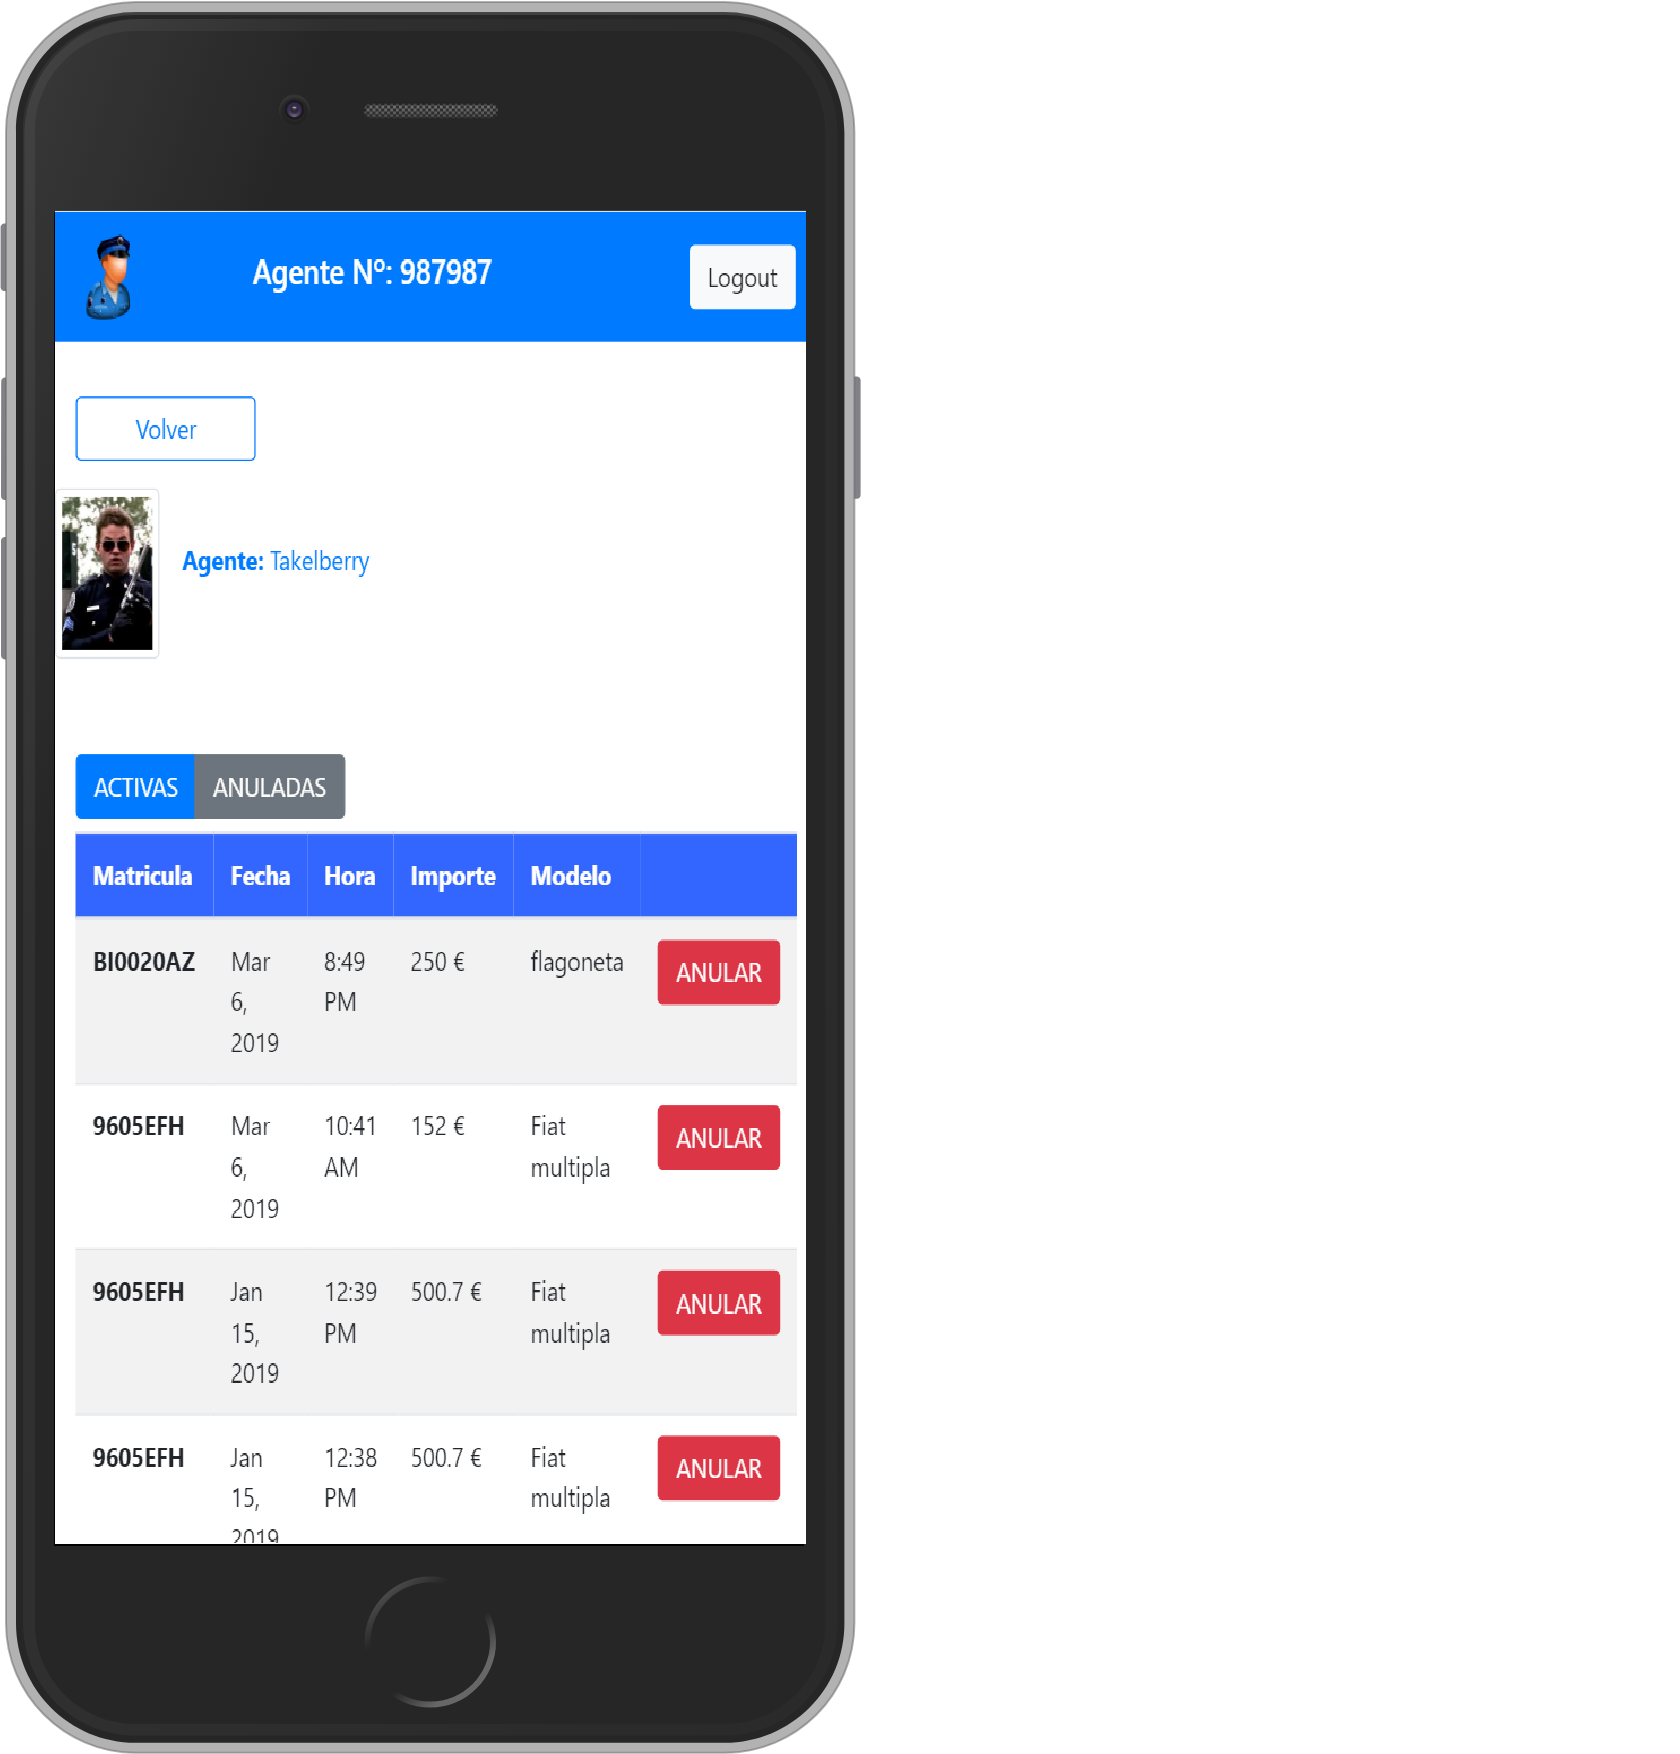 Agente Nº: 987987
Logout
Volver
Agente: Takelberry
ACTIVAS ANULADAS
Matricula Fecha Hora Importe Modelo
BI0020AZ Mar 8:49 250 € flagoneta ANULAR
6, PM
2019
9605EFH Mar 10:41 152 € Fiat ANULAR
6, AM multipla
2019
9605EFH Jan 12:39 500.7 € Fiat ANULAR
15, PM multipla
2019
9605EFH Jan 12:38 500.7 € Fiat ANULAR
15, PM multipla
2019